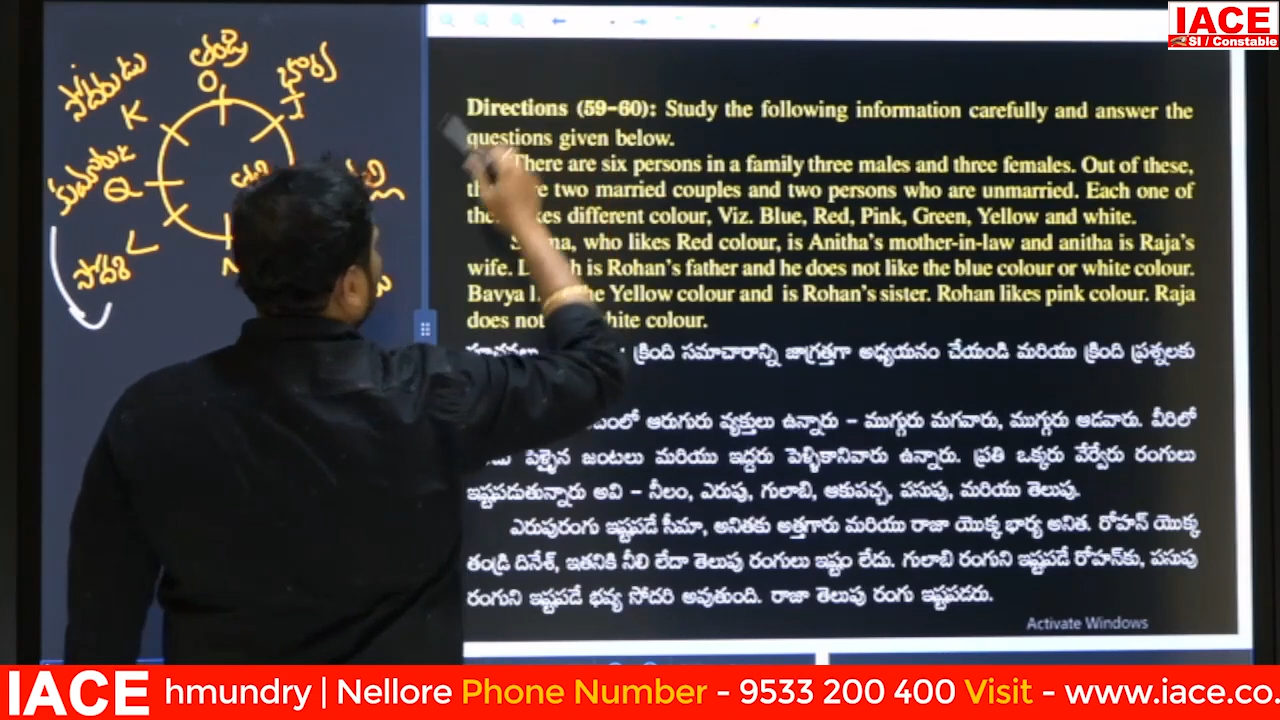 IACE
SI / Constable
తండ్రి
O
భార్య
I
సోదరుడు
K
కుమారుడు
Q
L
సోదరి
Directions (59-60): Study the following information carefully and answer the
questions given below.
There are six persons in a family three males and three females. Out of these,
two married couples and two persons who are unmarried. Each one of
different colour, Viz. Blue, Red, Pink, Green, Yellow and white.
who likes Red colour, is Anitha's mother-in-law and anitha is Raja's
wife. is Rohan's father and he does not like the blue colour or white colour.
Bavya Yellow colour and is Rohan's sister. Rohan likes pink colour. Raja
does not colour.
క్రింది సమాచారాన్ని జాగ్రత్తగా అధ్యయనం చేయండి మరియు క్రింది ప్రశ్నలకు
ఆరుగురు వ్యక్తులు ఉన్నారు – ముగ్గురు మగవారు, ముగ్గురు ఆడవారు. వీరిలో
పెళ్ళైన జంటలు మరియు ఇద్దరు పెళ్ళికానివారు ఉన్నారు. ప్రతి ఒక్కరు వేర్వేరు రంగులు
ఇష్టపడుతున్నారు అవి – నీలం, ఎరుపు, గులాబి, ఆకుపచ్చ, పసుపు, మరియు తెలుపు.
ఎరుపురంగు ఇష్టపడే సీమా, అనితకు అత్తగారు మరియు రాజా యొక్క భార్య అనిత. రోహన్ యొక్క
తండ్రి దినేశ్, ఇతనికి నీలి లేదా తెలుపు రంగులు ఇష్టం లేదు. గులాబి రంగుని ఇష్టపడే రోహన్‌కు, పసుపు
రంగుని ఇష్టపడే భవ్య సోదరి అవుతుంది. రాజా తెలుపు రంగు ఇష్టపడరు.
Activate Windows
IACE hmundry | Nellore Phone Number - 9533 200 400 Visit - www.iace.co.